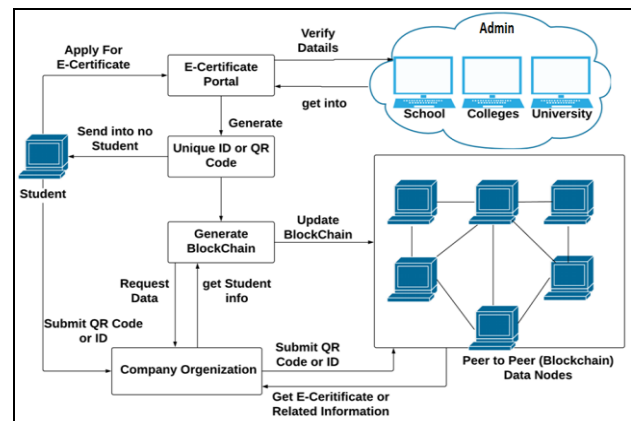 Apply For
E-Certificate
E-Certificate
Portal
Verify
Datails
get into
Admin
School
Colleges
University
Generate
Send into no
Student
Unique ID or QR
Code
Student
Generate
BlockChain
Update
BlockChain
Request
Data
get Student
info
Submit QR Code
or ID
Company Orgenization
Submit QR
Code or ID
Get E-Ceritificate or
Related Information
Peer to Peer (Blockchain)
Data Nodes